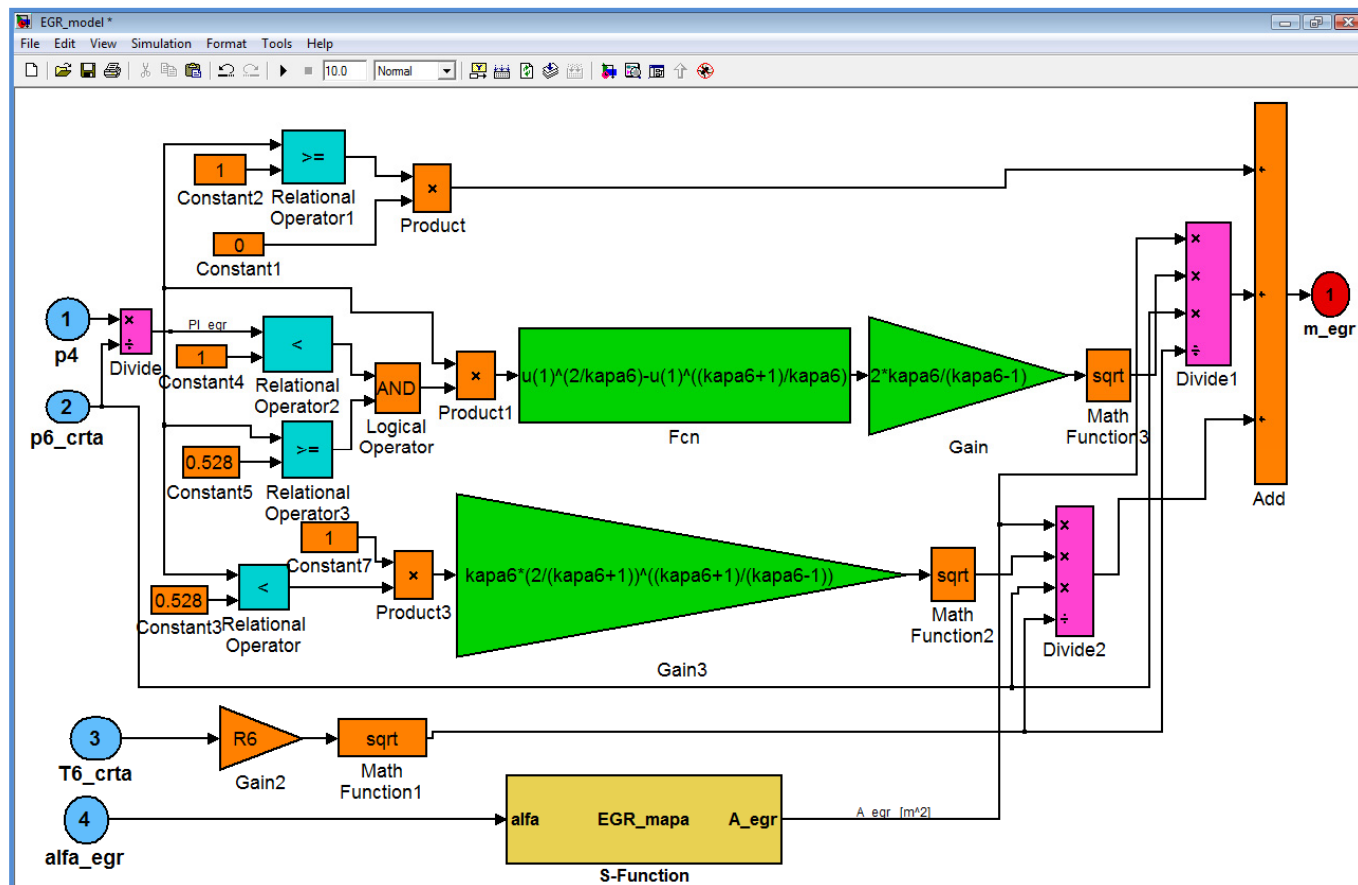 EGR_model *
File Edit View Simulation Format Tools Help
10.0 Normal
>=
1
Constant2
Relational
Operator1
×
Product
0
Constant1
1
p4
×
÷
Divide
PI_egr
2
p6_crta
<
1
Constant4
Relational
Operator2
AND
Logical
Operator
×
Product1
u(1)^(2/kapa6)-u(1)^((kapa6+1)/kapa6)
Fcn
2*kapa6/(kapa6-1)
Gain
sqrt
Math
Function3
×
×
×
÷
Divide1
+
+
+
Add
1
m_egr
>=
0.528
Constant5
Relational
Operator3
1
Constant7
×
Product3
<
0.528
Constant3
Relational
Operator
kapa6*(2/(kapa6+1))^((kapa6+1)/(kapa6-1))
Gain3
sqrt
Math
Function2
×
×
×
÷
Divide2
3
T6_crta
R6
Gain2
sqrt
Math
Function1
4
alfa_egr
alfa EGR_mapa A_egr
S-Function
A_egr [m^2]